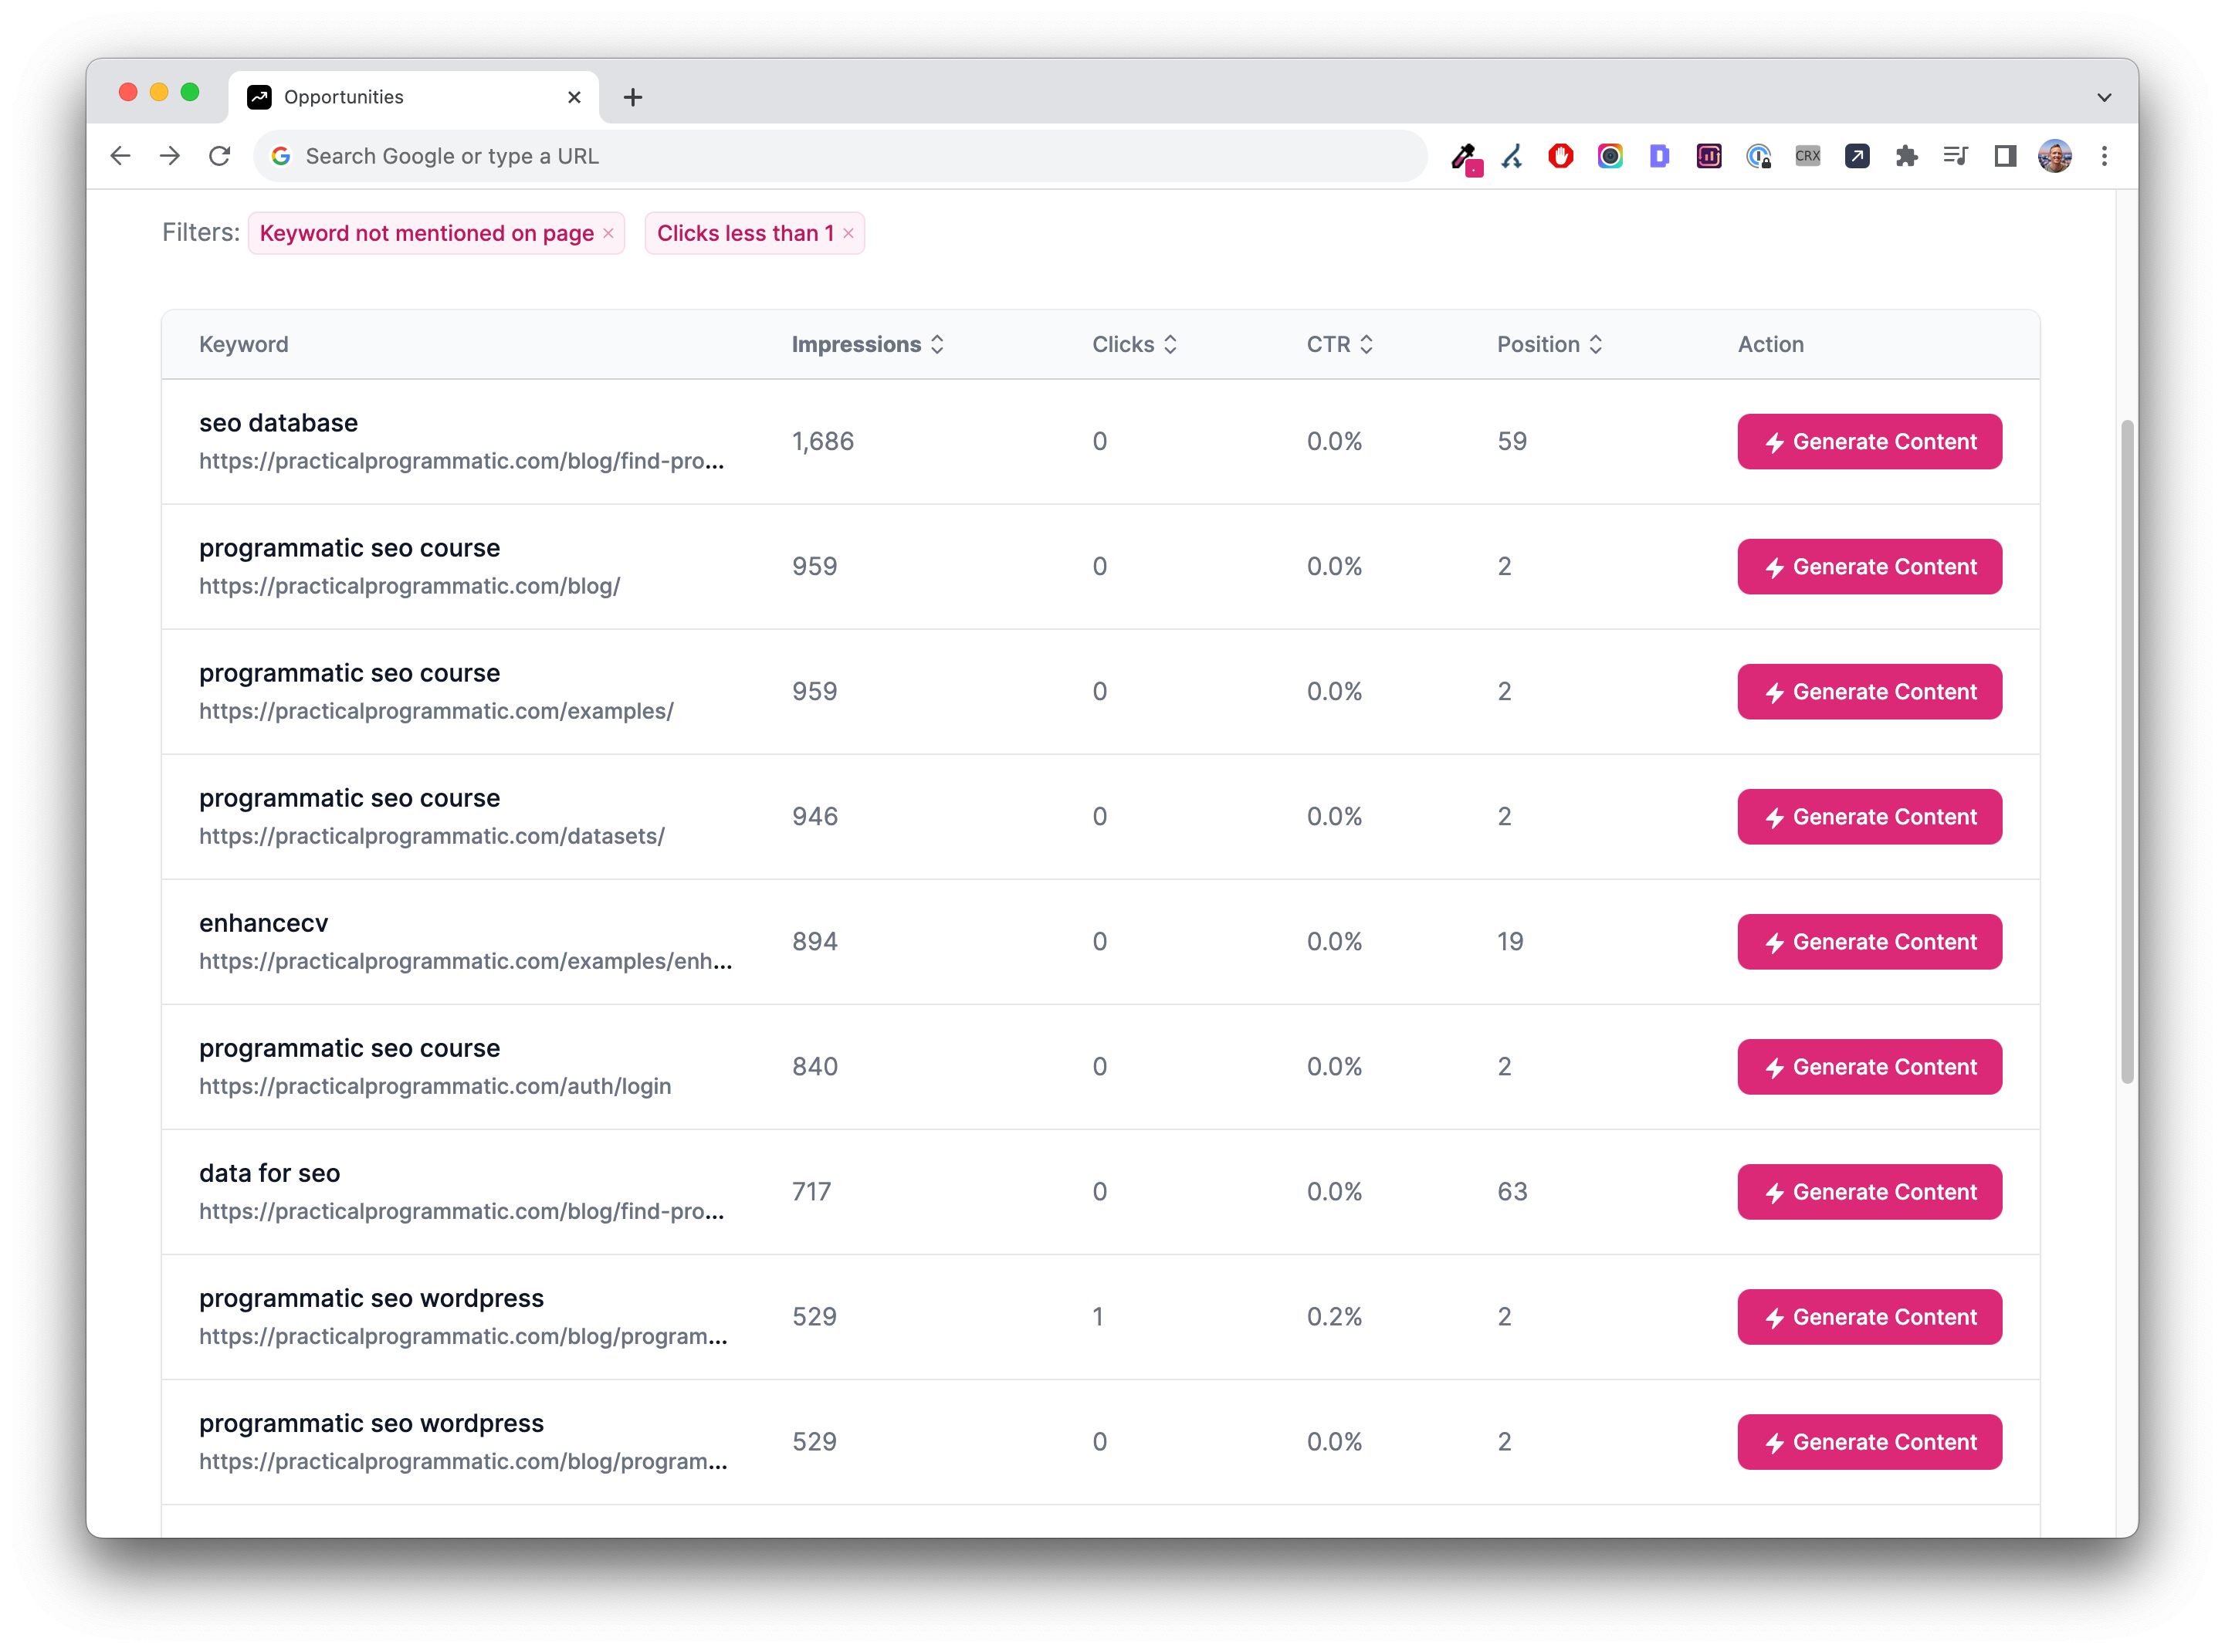 Opportunities
Search Google or type a URL
CRX
Filters: Keyword not mentioned on page × Clicks less than 1 ×
Keyword Impressions Clicks CTR Position Action
seo database
https://practicalprogrammatic.com/blog/find-pro...
1,686 0 0.0% 59 Generate Content
programmatic seo course
https://practicalprogrammatic.com/blog/
959 0 0.0% 2 Generate Content
programmatic seo course
https://practicalprogrammatic.com/examples/
959 0 0.0% 2 Generate Content
programmatic seo course
https://practicalprogrammatic.com/datasets/
946 0 0.0% 2 Generate Content
enhancecv
https://practicalprogrammatic.com/examples/enh...
894 0 0.0% 19 Generate Content
programmatic seo course
https://practicalprogrammatic.com/auth/login
840 0 0.0% 2 Generate Content
data for seo
https://practicalprogrammatic.com/blog/find-pro...
717 0 0.0% 63 Generate Content
programmatic seo wordpress
https://practicalprogrammatic.com/blog/program...
529 1 0.2% 2 Generate Content
programmatic seo wordpress
https://practicalprogrammatic.com/blog/program...
529 0 0.0% 2 Generate Content